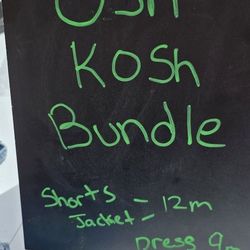 Osh
Kosh
Bundle
Shorts - 12m
Jacket -
Dress 9m